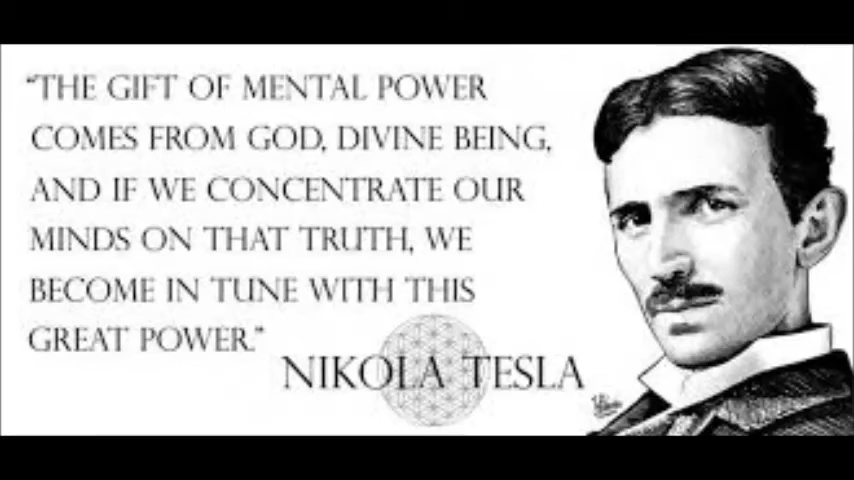 “THE GIFT OF MENTAL POWER
COMES FROM GOD, DIVINE BEING,
AND IF WE CONCENTRATE OUR
MINDS ON THAT TRUTH, WE
BECOME IN TUNE WITH THIS
GREAT POWER.”
NIKOLA TESLA